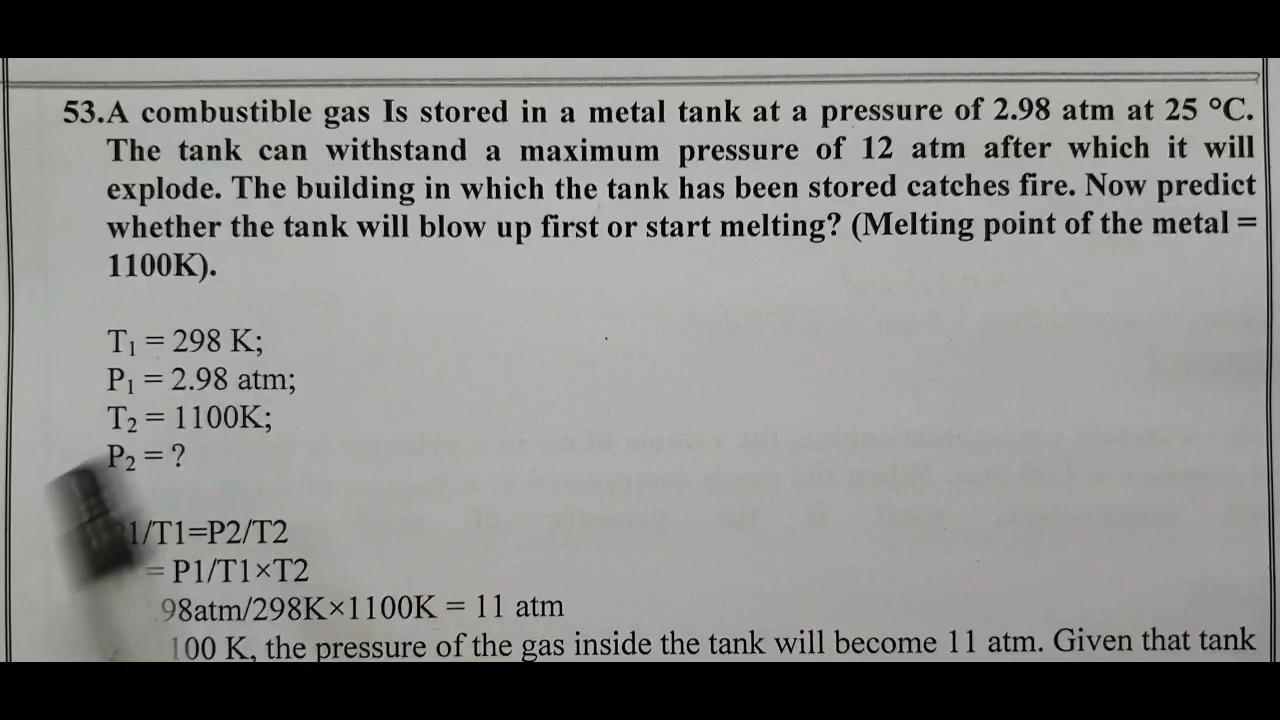 53.A combustible gas Is stored in a metal tank at a pressure of 2.98 atm at 25 °C.
The tank can withstand a maximum pressure of 12 atm after which it will
explode. The building in which the tank has been stored catches fire. Now predict
whether the tank will blow up first or start melting? (Melting point of the metal =
1100K).
T₁ = 298 K;
P₁ = 2.98 atm;
T₂ = 1100K;
P₂ = ?
1/T1=P2/T2
= P1/T1×T2
.98atm/298K×1100K = 11 atm
100 K, the pressure of the gas inside the tank will become 11 atm. Given that tank